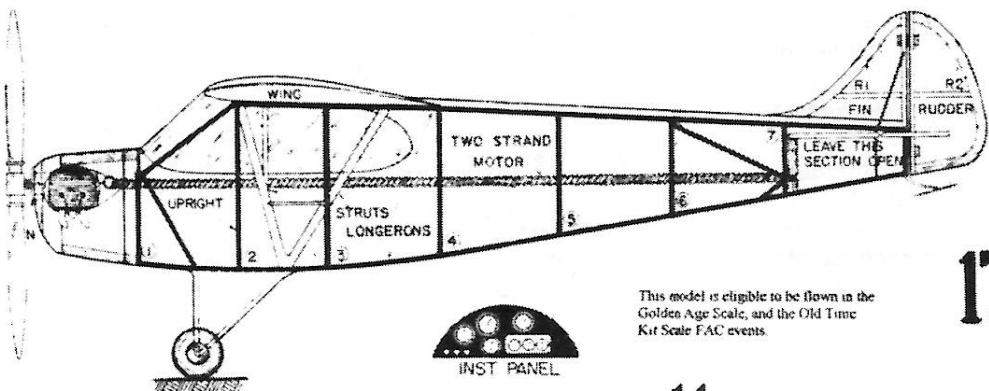 WING
R1
R2
FIN
RUDDER
TWO STRAND
MOTOR
7
LEAVE THIS
SECTION OPEN
UPRIGHT
STRUTS
LONGERONS
N
1
2
3
4
5
6
This model is eligible to be flown in the
Golden Age Scale, and the Old Time
Kit Scale FAC events.
INST PANEL